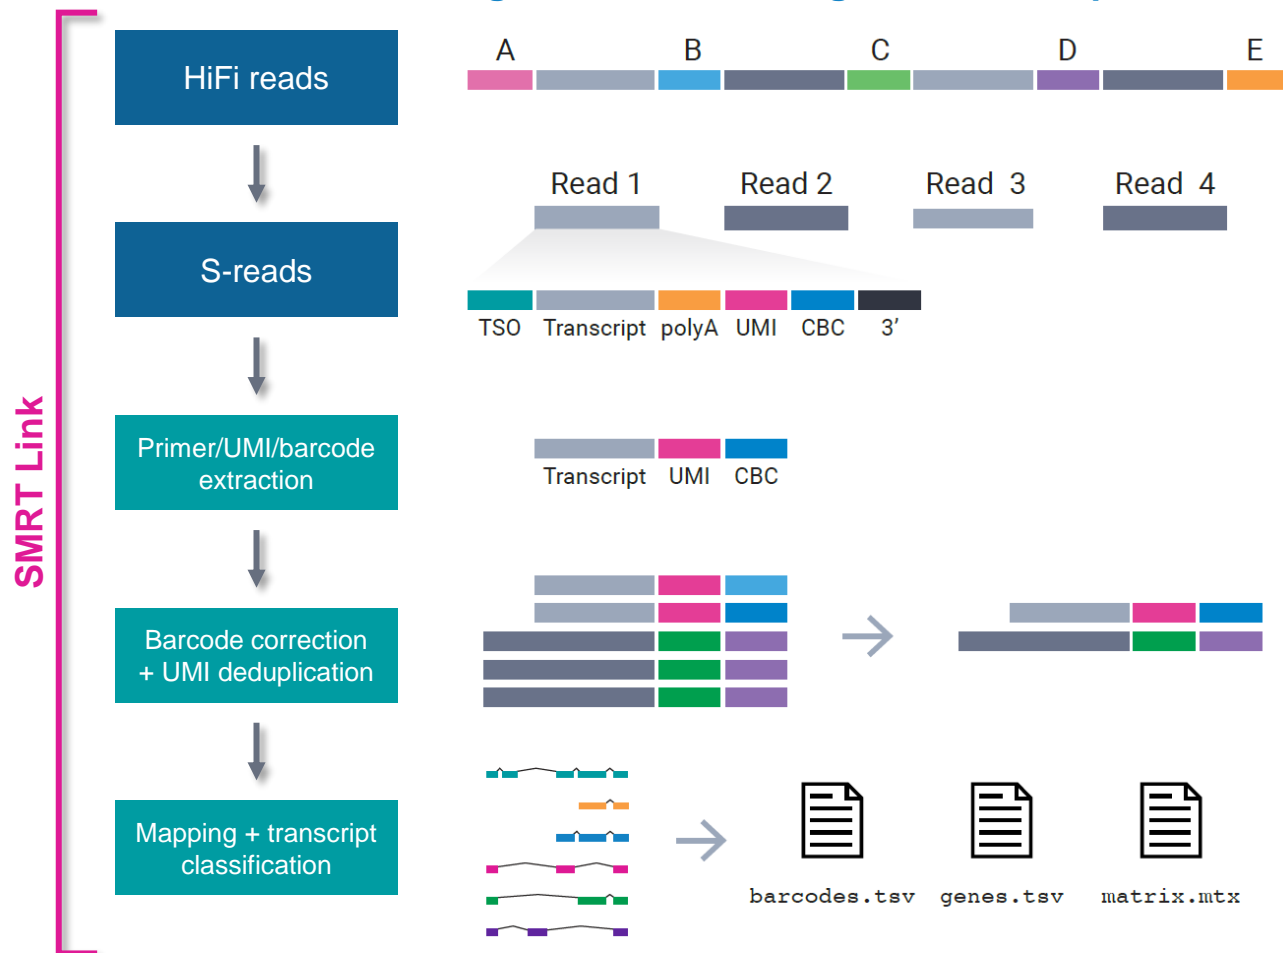 HiFi reads
A B C D E
Read 1 Read 2 Read 3 Read 4
S-reads
TSO Transcript polyA UMI CBC 3’
SMRT Link
Primer/UMI/barcode
extraction
Transcript UMI CBC
Barcode correction
+ UMI deduplication
Mapping + transcript
classification
barcodes.tsv genes.tsv matrix.mtx